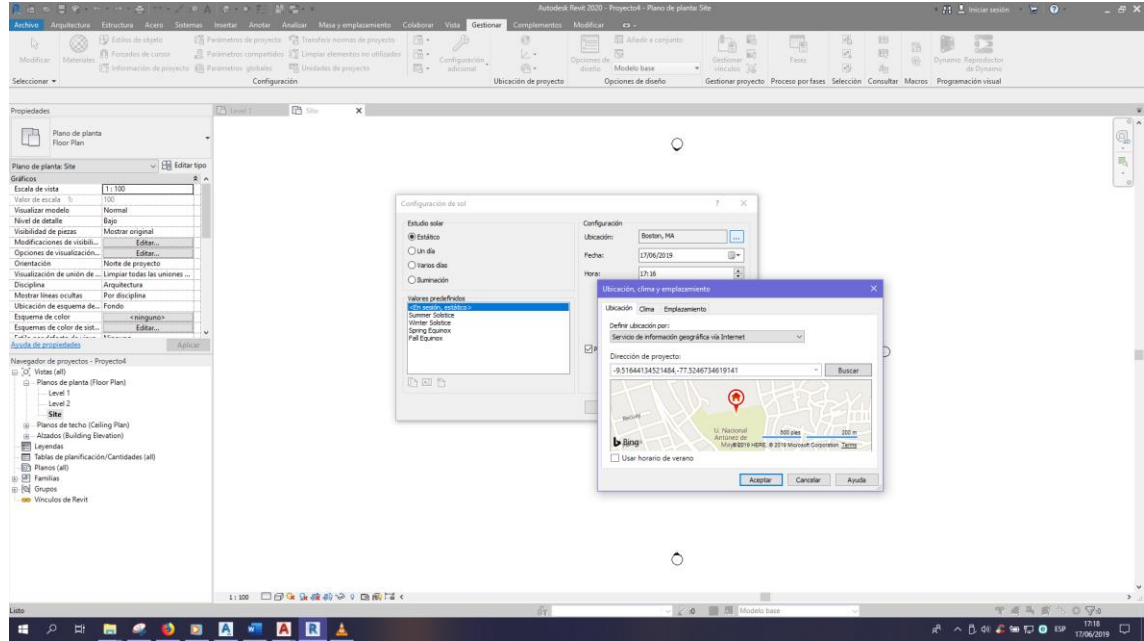 Autodesk Revit 2020 - Proyecto4 - Plano de planta: Site
Iniciar sesión
Archivo Arquitectura Estructura Acero Sistemas Insertar Anotar Analizar Masa y emplazamiento Colaborar Vista Gestionar Complementos Modificar
Modificar
Materiales
Estilos de objeto
Forzados de cursor
Información de proyecto
Parámetros de proyecto
Parámetros compartidos
Parámetros globales
Transferir normas de proyecto
Limpiar elementos no utilizados
Unidades de proyecto
Configuración adicional
Opciones de diseño
Añadir a conjunto
Modelo base
Gestionar vínculos
Fases
Dynamo
Reproductor de Dynamo
Seleccionar
Configuración
Ubicación de proyecto
Opciones de diseño
Gestionar proyecto
Proceso por fases
Selección
Consultar
Macros
Programación visual
Propiedades
Level 1
Site
Plano de planta
Floor Plan
Plano de planta: Site
Editar tipo
Gráficos
Escala de vista 1 : 100
Valor de escala 1: 100
Visualizar modelo Normal
Nivel de detalle Bajo
Visibilidad de piezas Mostrar original
Modificaciones de visibili... Editar...
Opciones de visualización... Editar...
Orientación Norte de proyecto
Visualización de unión de ... Limpiar todas las uniones ...
Disciplina Arquitectura
Mostrar líneas ocultas Por disciplina
Ubicación de esquema de... Fondo
Esquema de color <ninguno>
Esquemas de color de sist... Editar...
Ayuda de propiedades
Aplicar
Navegador de proyectos - Proyecto4
Vistas (all)
Planos de planta (Floor Plan)
Level 1
Level 2
Site
Planos de techo (Ceiling Plan)
Alzados (Building Elevation)
Leyendas
Tablas de planificación/Cantidades (all)
Planos (all)
Familias
Grupos
Vínculos de Revit
Configuración de sol
? X
Estudio solar
Estático
Un día
Varios días
Iluminación
Valores predefinidos
<En sesión, estático>
Summer Solstice
Winter Solstice
Spring Equinox
Fall Equinox
Configuración
Ubicación: Boston, MA ...
Fecha: 17/06/2019
Hora: 17:16
Ubicación, clima y emplazamiento
Ubicación Clima Emplazamiento
Definir ubicación por:
Servicio de información geográfica vía Internet
Dirección de proyecto:
-9.51644134521484,-77.5246734619141
Buscar
U. Nacional
Antúnez de
500 pies
200 m
Bing
©2019 HERE, © 2019 Microsoft Corporation Terms
Usar horario de verano
Aceptar Cancelar Ayuda
1 : 100
Listo
:0
Modelo base
:0
ESP
17:18
17/06/2019